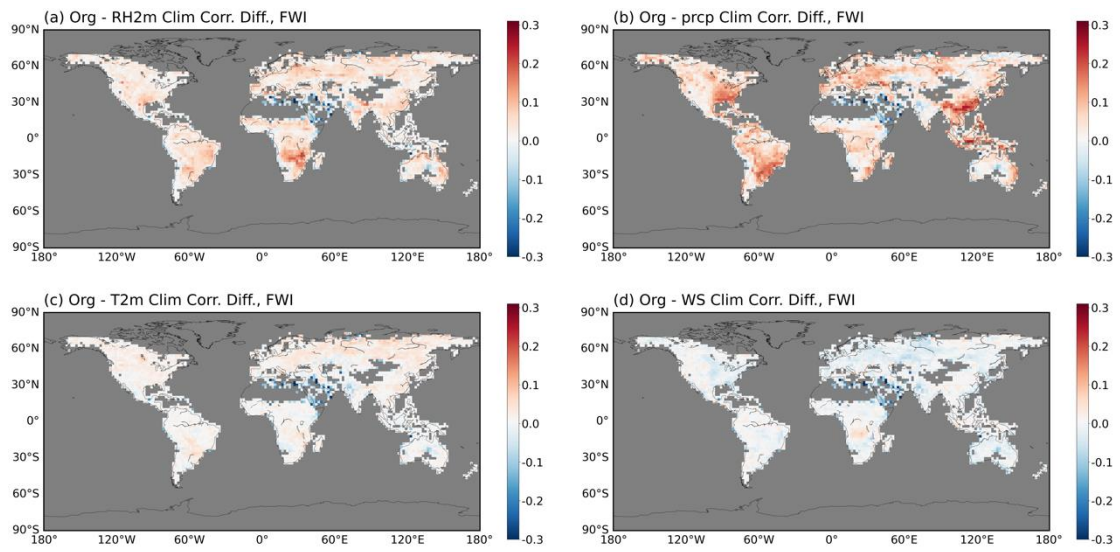 (a) Org - RH2m Clim Corr. Diff., FWI
90°N
60°N
30°N
0°
30°S
60°S
90°S
180° 120°W 60°W 0° 60°E 120°E 180°
0.3
0.2
0.1
0.0
-0.1
-0.2
-0.3
(b) Org - prcp Clim Corr. Diff., FWI
90°N
60°N
30°N
0°
30°S
60°S
90°S
180° 120°W 60°W 0° 60°E 120°E 180°
0.3
0.2
0.1
0.0
-0.1
-0.2
-0.3
(c) Org - T2m Clim Corr. Diff., FWI
90°N
60°N
30°N
0°
30°S
60°S
90°S
180° 120°W 60°W 0° 60°E 120°E 180°
0.3
0.2
0.1
0.0
-0.1
-0.2
-0.3
(d) Org - WS Clim Corr. Diff., FWI
90°N
60°N
30°N
0°
30°S
60°S
90°S
180° 120°W 60°W 0° 60°E 120°E 180°
0.3
0.2
0.1
0.0
-0.1
-0.2
-0.3